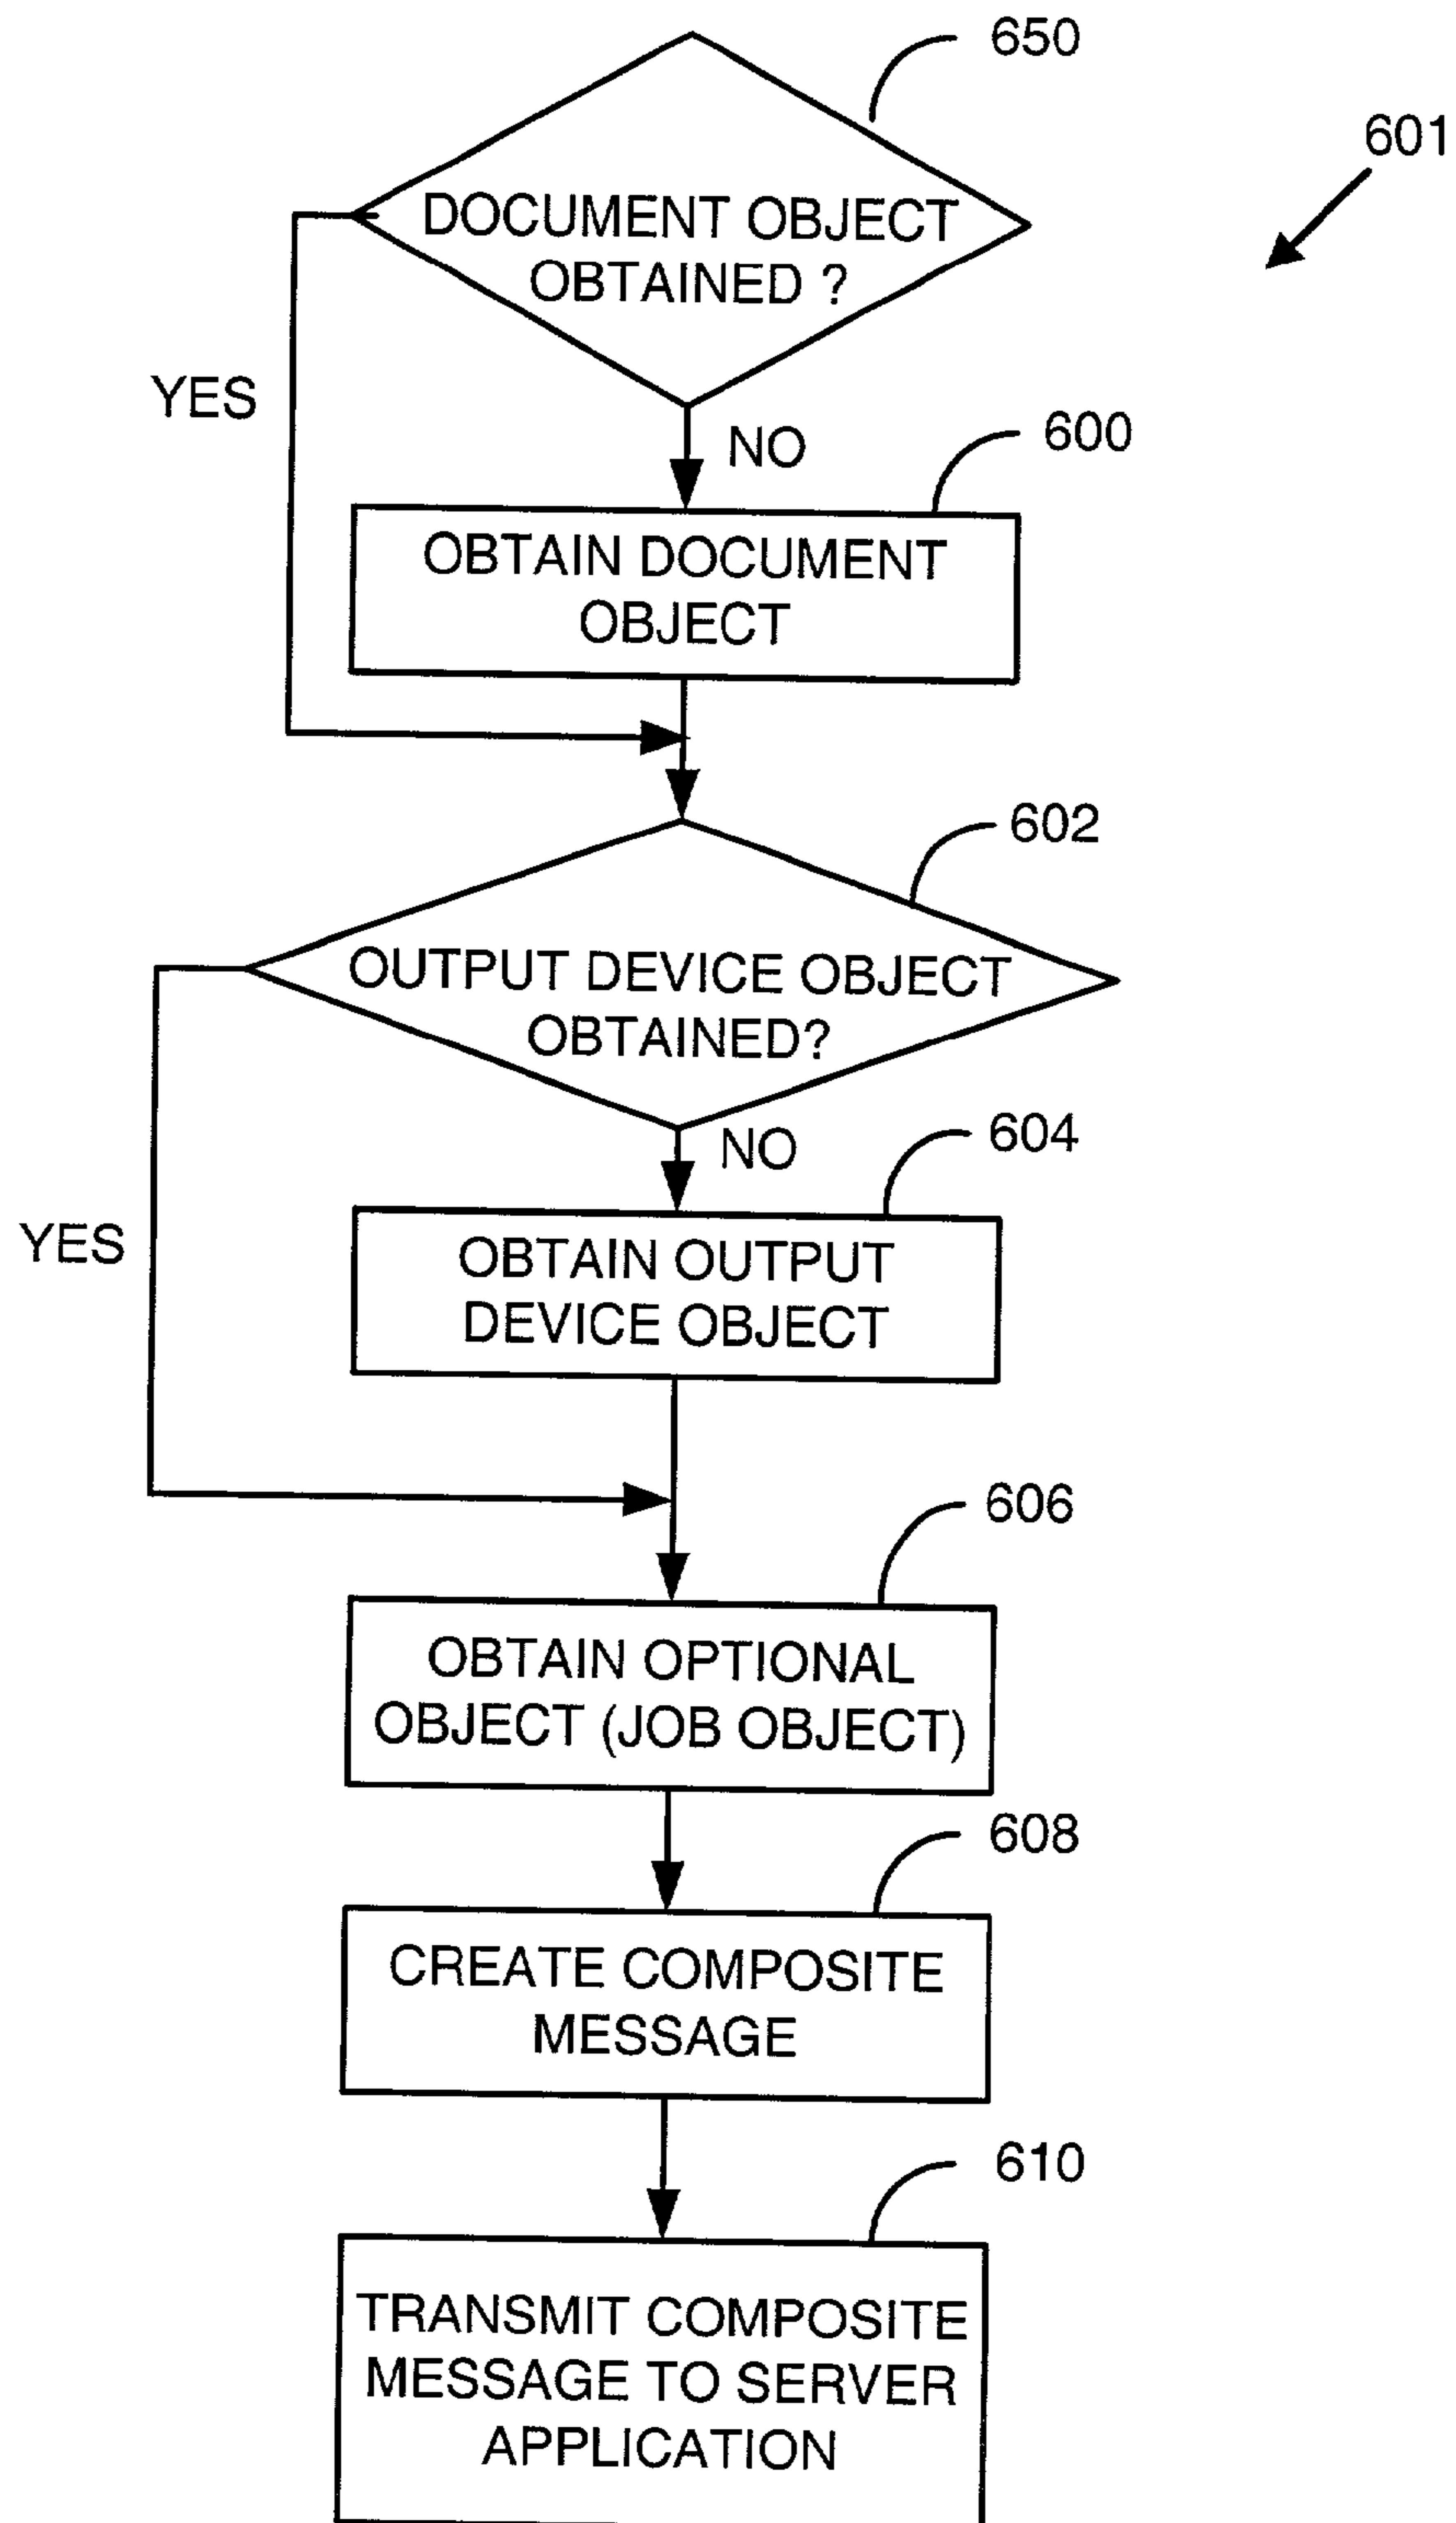 650
601
DOCUMENT OBJECT
OBTAINED ?
YES
NO
600
OBTAIN DOCUMENT
OBJECT
602
OUTPUT DEVICE OBJECT
OBTAINED?
NO
604
YES
OBTAIN OUTPUT
DEVICE OBJECT
606
OBTAIN OPTIONAL
OBJECT (JOB OBJECT)
608
CREATE COMPOSITE
MESSAGE
610
TRANSMIT COMPOSITE
MESSAGE TO SERVER
APPLICATION